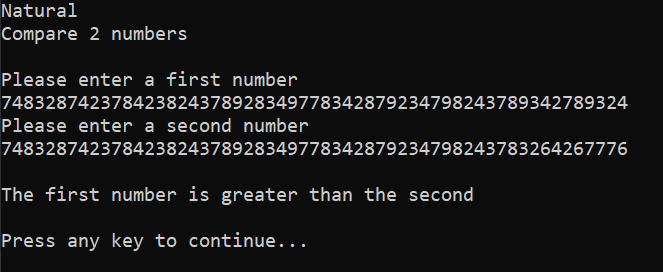 Natural
Compare 2 numbers
Please enter a first number
748328742378423824378928349778342879234798243789342789324
Please enter a second number
748328742378423824378928349778342879234798243783264267776
The first number is greater than the second
Press any key to continue...